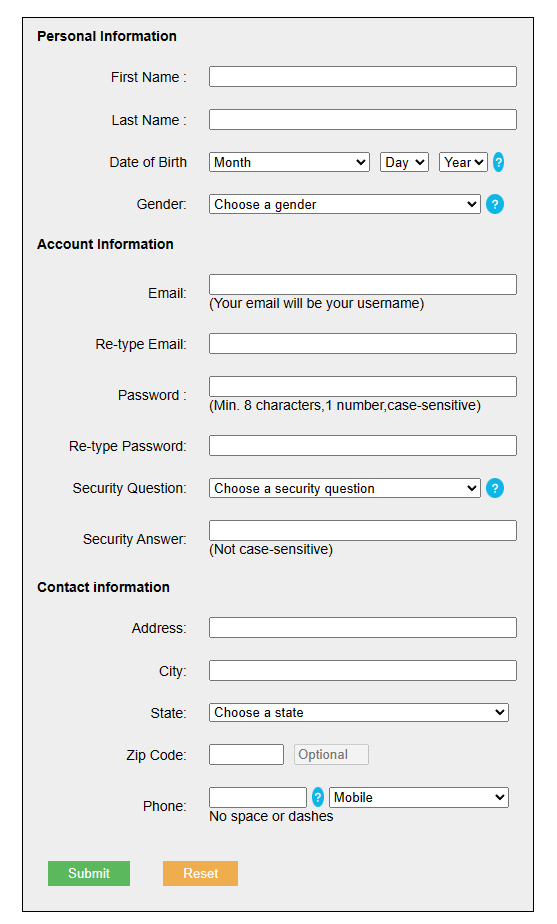 Personal Information
First Name :
Last Name :
Date of Birth Month Day Year ?
Gender: Choose a gender ?
Account Information
Email:
(Your email will be your username)
Re-type Email:
Password :
(Min. 8 characters,1 number,case-sensitive)
Re-type Password:
Security Question: Choose a security question ?
Security Answer:
(Not case-sensitive)
Contact information
Address:
City:
State: Choose a state
Zip Code: Optional
Phone: ? Mobile
No space or dashes
Submit Reset